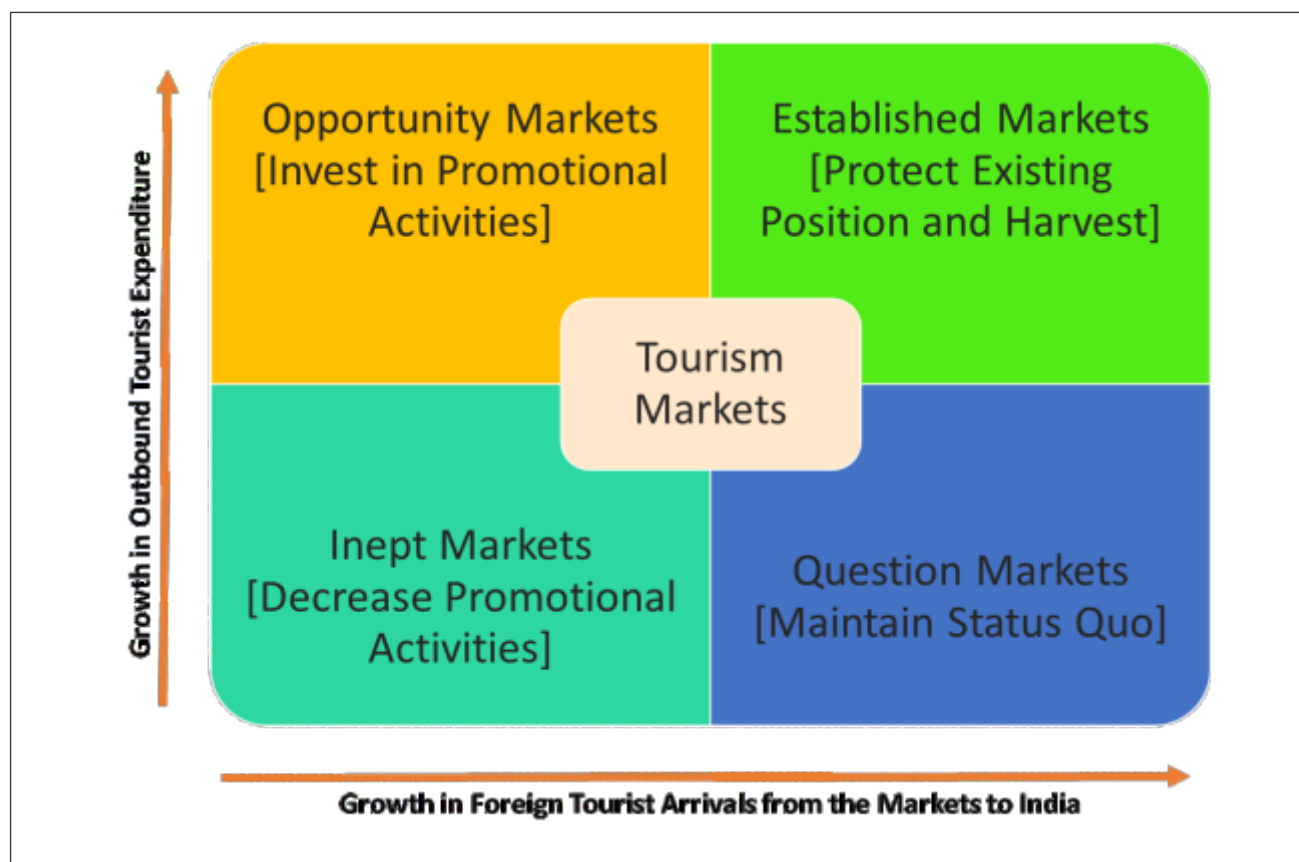 Growth in Outbound Tourist Expenditure
Opportunity Markets
[Invest in Promotional
Activities]
Established Markets
[Protect Existing
Position and Harvest]
Tourism
Markets
Inept Markets
[Decrease Promotional
Activities]
Question Markets
[Maintain Status Quo]
Growth in Foreign Tourist Arrivals from the Markets to India